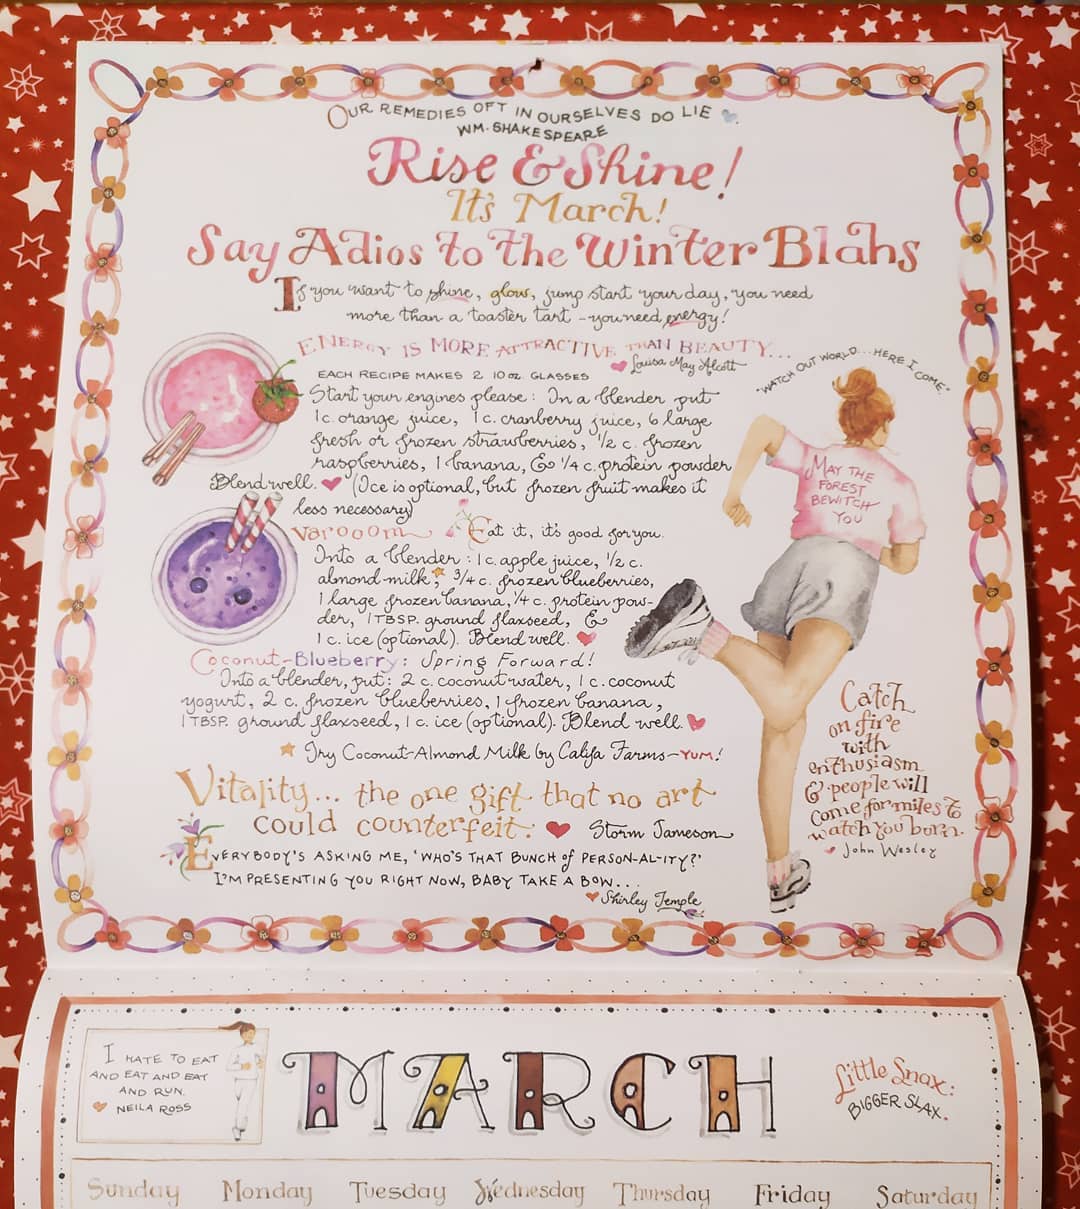 OUR REMEDIES OFT IN OURSELVES DO LIE
WM. SHAKESPEARE
Rise & Shine!
It's March!
Say Adios to the Winter Blahs
If you want to shine, glow, jump start your day, you need
more than a toaster tart - you need energy!
ENERGY IS MORE ATTRACTIVE THAN BEAUTY...
Louisa May Alcott
"WATCH OUT WORLD...HERE I COME"
EACH RECIPE MAKES 2 10 oz. GLASSES
Start your engines please: In a blender put
1 c. orange juice, 1 c. cranberry juice, 6 large
fresh or frozen strawberries, 1/2 c. frozen
raspberries, 1 banana, & 1/4 c. protein powder
Blend well. ❤ (Ice is optional, but frozen fruit makes it
less necessary)
MAY THE
FOREST
BEWITCH
YOU
Varooom Eat it, it's good for you.
Into a blender: 1 c. apple juice, 1/2 c.
almond milk,★ 3/4 c. frozen blueberries,
1 large frozen banana, 1/4 c. protein pow-
der, 1 TBSP. ground flaxseed, &
1 c. ice (optional). Blend well. ❤
Coconut-Blueberry: Spring Forward!
Into a blender, put: 2 c. coconut water, 1 c. coconut
yogurt, 2 c. frozen blueberries, 1 frozen banana,
1 TBSP. ground flaxseed, 1 c. ice (optional). Blend well. ❤
★ Try Coconut-Almond Milk by Califa Farms - YUM!
Catch
on fire
with
enthusiasm
& people will
come for miles to
watch you burn.
❤ John Wesley
Vitality... the one gift that no art
could counterfeit. ❤ Storm Jameson
EVERYBODY'S ASKING ME, 'WHO'S THAT BUNCH of PERSON-AL-ITY?'
I'M PRESENTING YOU RIGHT NOW, BABY TAKE A BOW...
❤ Shirley Temple
I HATE TO EAT
AND EAT AND EAT
AND RUN.
❤ NEILA ROSS
MARCH
Little Snax:
BIGGER SLAX.
Sunday Monday Tuesday Wednesday Thursday Friday Saturday